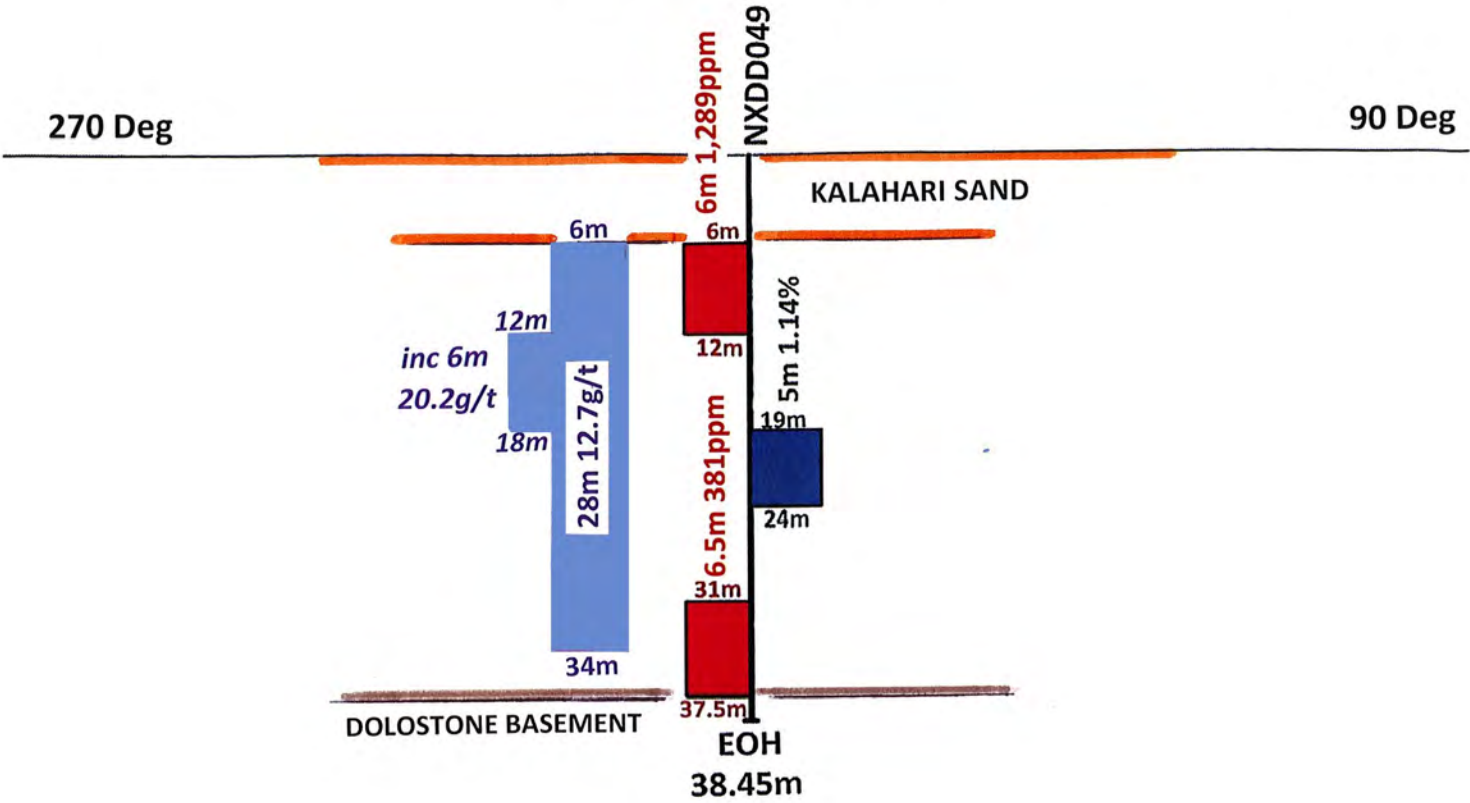 NXDD049
6m 1,289ppm
270 Deg
90 Deg
KALAHARI SAND
6m
6m
12m
12m
inc 6m
20.2g/t
18m
28m 12.7g/t
5m 1.14%
19m
24m
6.5m 381ppm
31m
34m
37.5m
DOLOSTONE BASEMENT
EOH
38.45m